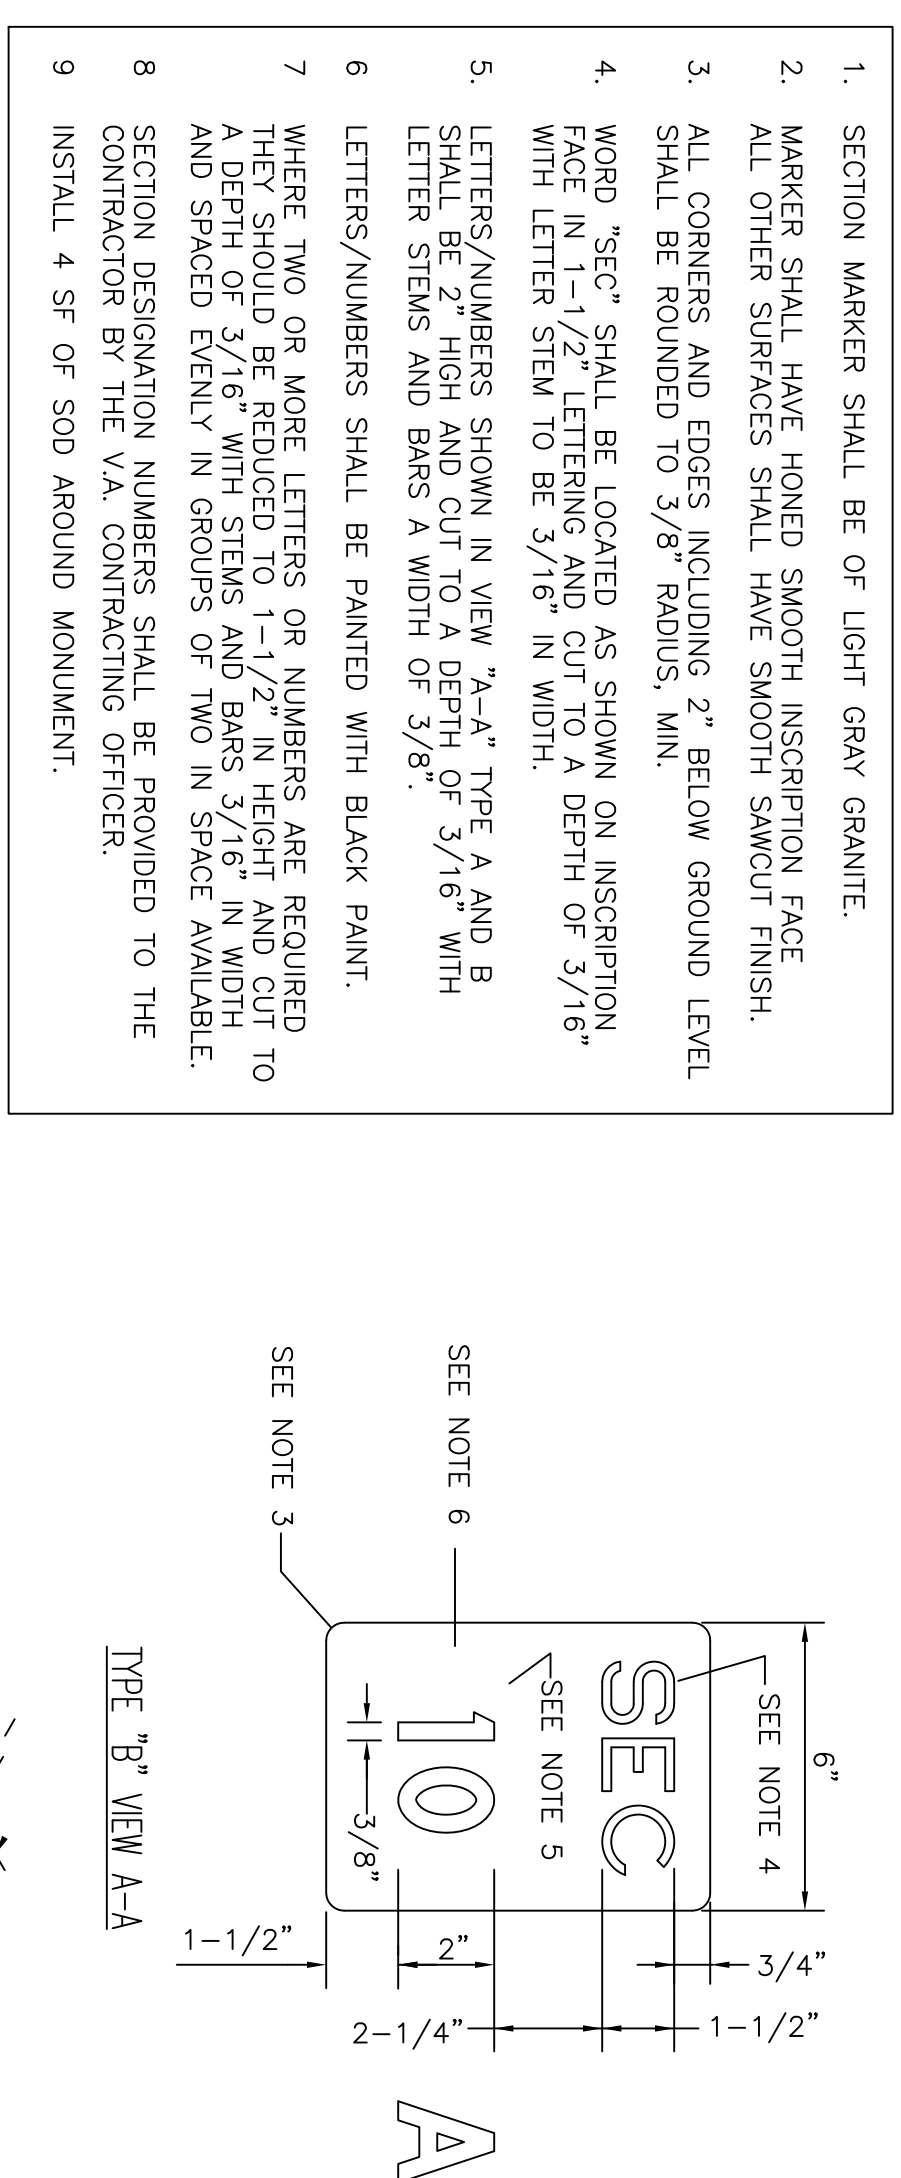 1. SECTION MARKER SHALL BE OF LIGHT GRAY GRANITE.
2. MARKER SHALL HAVE HONED SMOOTH INSCRIPTION FACE
ALL OTHER SURFACES SHALL HAVE SMOOTH SAWCUT FINISH.
3. ALL CORNERS AND EDGES INCLUDING 2" BELOW GROUND LEVEL
SHALL BE ROUNDED TO 3/8" RADIUS, MIN.
4. WORD "SEC" SHALL BE LOCATED AS SHOWN ON INSCRIPTION
FACE IN 1-1/2" LETTERING AND CUT TO A DEPTH OF 3/16"
WITH LETTER STEM TO BE 3/16" IN WIDTH.
5. LETTERS/NUMBERS SHOWN IN VIEW "A-A" TYPE A AND B
SHALL BE 2" HIGH AND CUT TO A DEPTH OF 3/16" WITH
LETTER STEMS AND BARS A WIDTH OF 3/8".
6 LETTERS/NUMBERS SHALL BE PAINTED WITH BLACK PAINT.
7 WHERE TWO OR MORE LETTERS OR NUMBERS ARE REQUIRED
THEY SHOULD BE REDUCED TO 1-1/2" IN HEIGHT AND CUT TO
A DEPTH OF 3/16" WITH STEMS AND BARS 3/16" IN WIDTH
AND SPACED EVENLY IN GROUPS OF TWO IN SPACE AVAILABLE.
8 SECTION DESIGNATION NUMBERS SHALL BE PROVIDED TO THE
CONTRACTOR BY THE V.A. CONTRACTING OFFICER.
9 INSTALL 4 SF OF SOD AROUND MONUMENT.
6"
SEE NOTE 4
3/4"
1-1/2"
SEC
SEE NOTE 5
SEE NOTE 6
10
2"
2-1/4"
3/8"
SEE NOTE 3
1-1/2"
TYPE "B" VIEW A-A
A